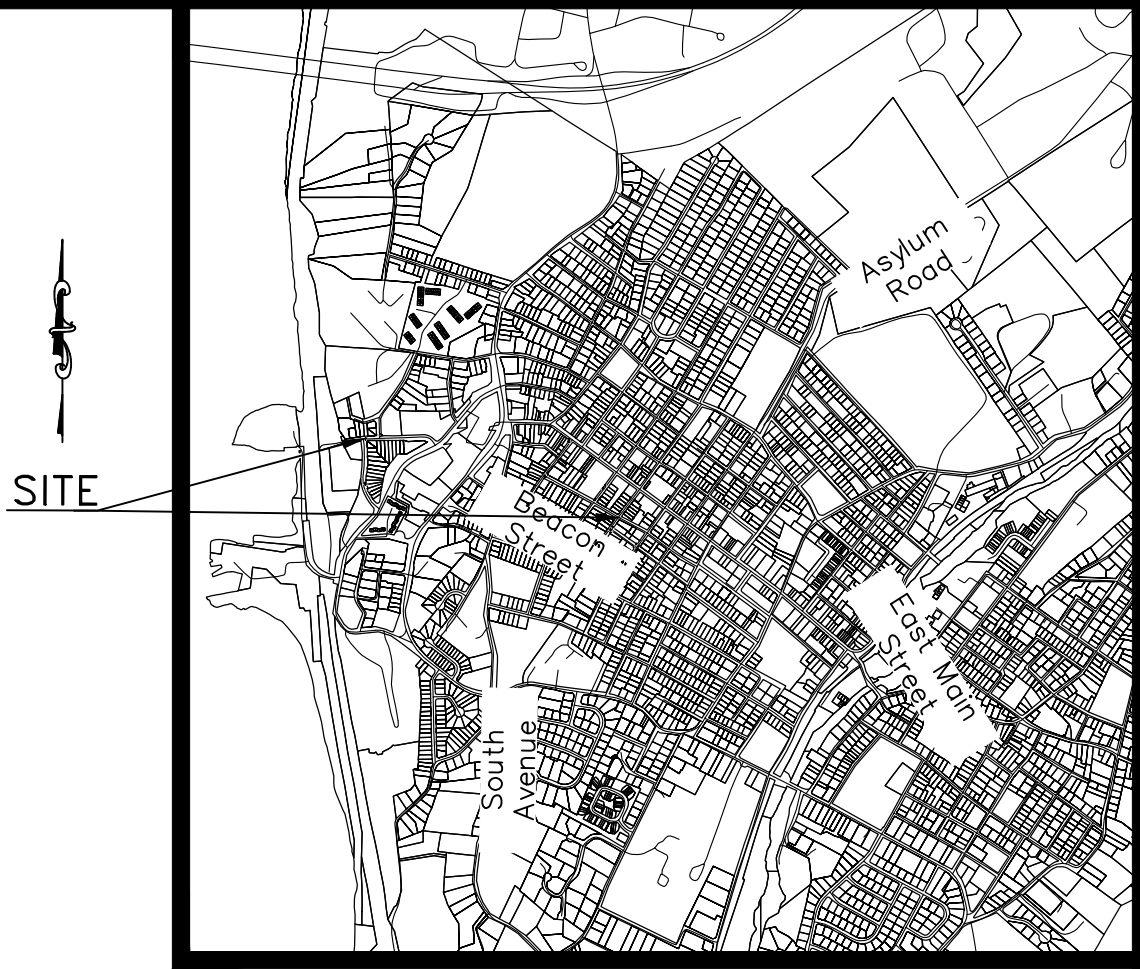 Asylum
Road
SITE
Beacon
Street
East Main
Street
South
Avenue